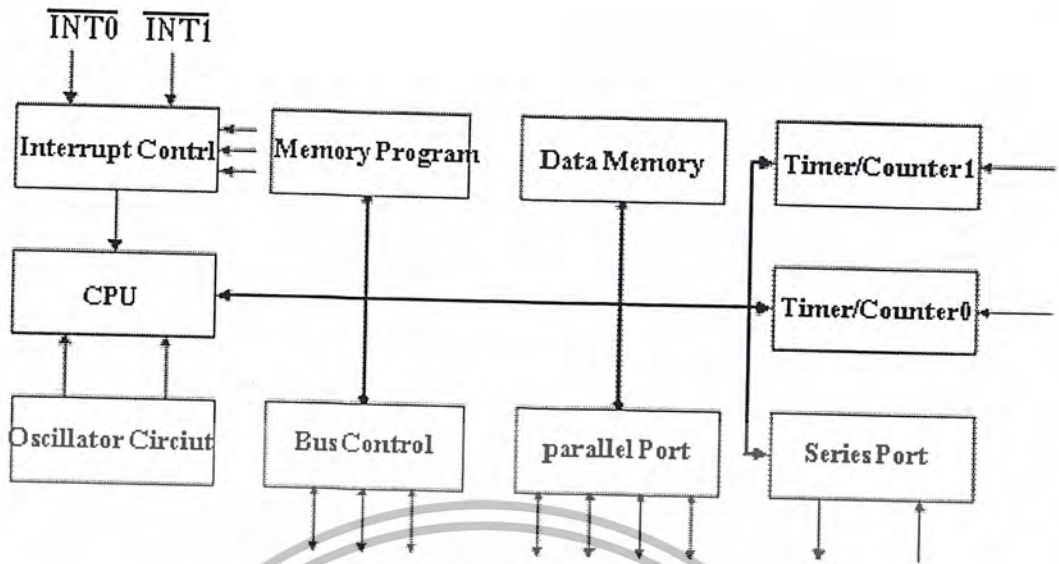 INT0 INT1
Interrupt Contrl
Memory Program
Data Memory
Timer/Counter1
CPU
Timer/Counter0
Oscillator Circiut
Bus Control
parallel Port
Series Port